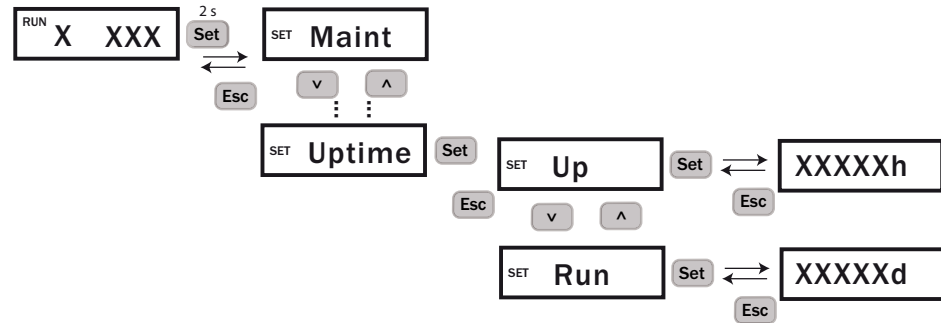 RUN X XXX
2 s
Set
SET Maint
Esc
v ^
SET Uptime
Set
SET Up
Set
XXXXXh
Esc
Esc
v ^
SET Run
Set
XXXXXd
Esc